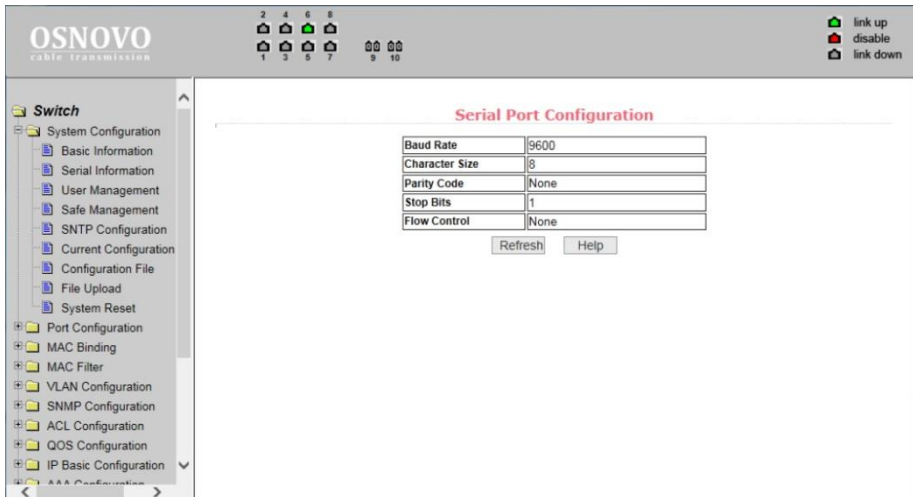 OSNOVO
cable transmission
2 4 6 8
1 3 5 7 9 10
link up
disable
link down
Switch
System Configuration
Basic Information
Serial Information
User Management
Safe Management
SNTP Configuration
Current Configuration
Configuration File
File Upload
System Reset
Port Configuration
MAC Binding
MAC Filter
VLAN Configuration
SNMP Configuration
ACL Configuration
QOS Configuration
IP Basic Configuration
AAA Configuration
Serial Port Configuration
Baud Rate 9600
Character Size 8
Parity Code None
Stop Bits 1
Flow Control None
Refresh Help